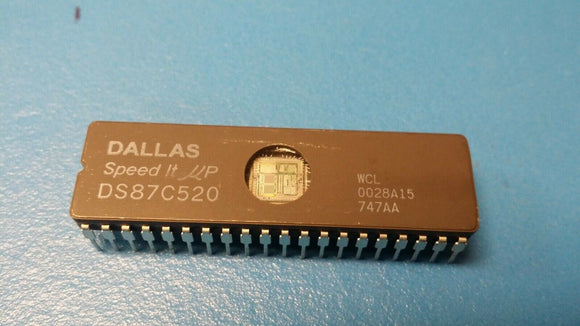 DALLAS
Speed It μP
DS87C520
WCL
0028A15
747AA